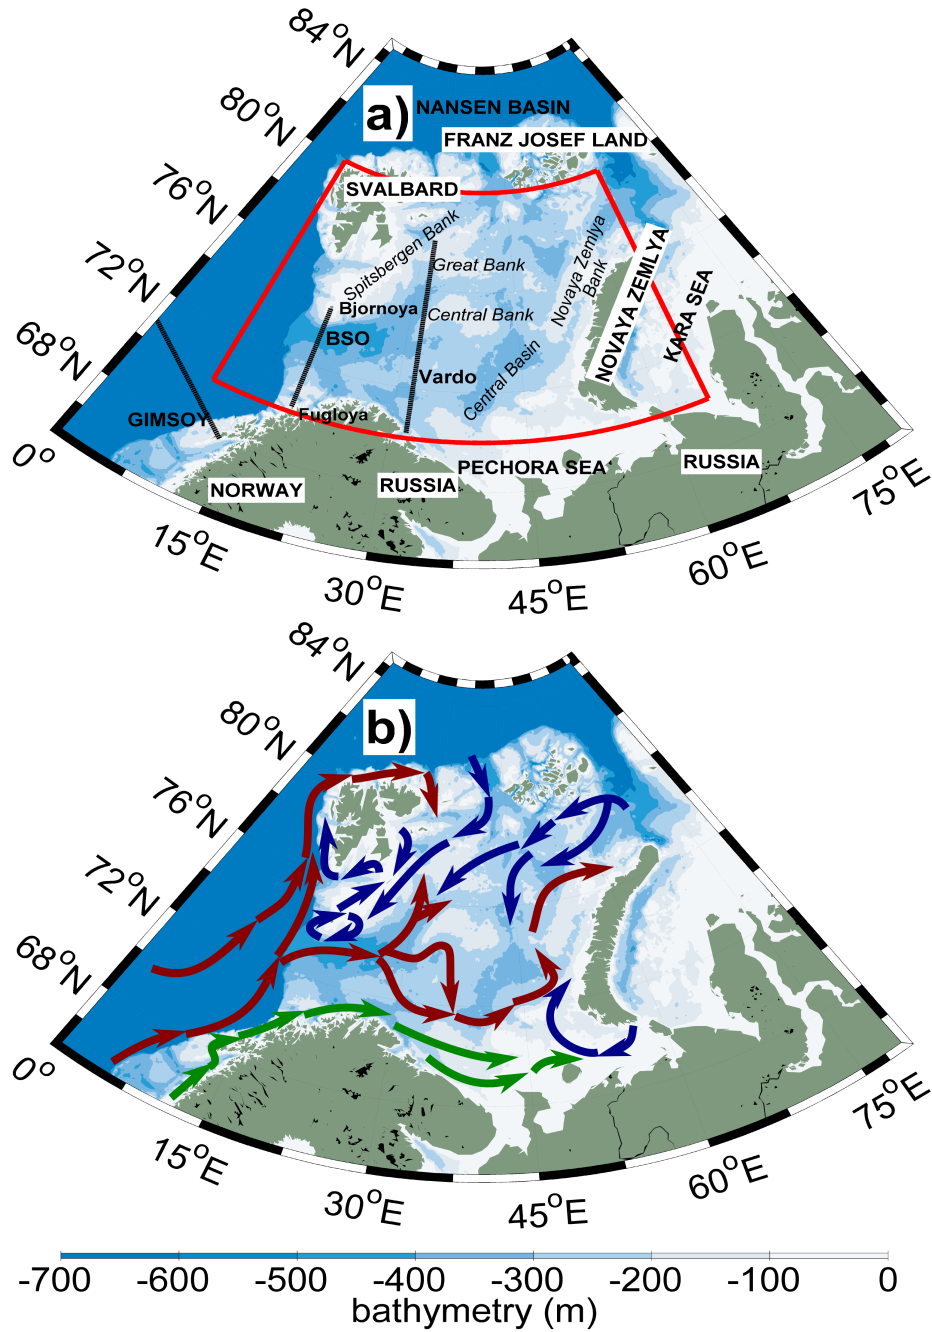 84°N
80°N
76°N
72°N
68°N
0°
15°E
30°E
45°E
60°E
75°E
a)
NANSEN BASIN
FRANZ JOSEF LAND
SVALBARD
Spitsbergen Bank
Great Bank
Novaya Zemlya
Bank
NOVAYA ZEMLYA
KARA SEA
Bjornoya
Central Bank
BSO
Vardo
Central Basin
GIMSOY
Fugloya
NORWAY
RUSSIA
PECHORA SEA
RUSSIA
84°N
80°N
76°N
72°N
68°N
0°
15°E
30°E
45°E
60°E
75°E
b)
-700 -600 -500 -400 -300 -200 -100 0
bathymetry (m)